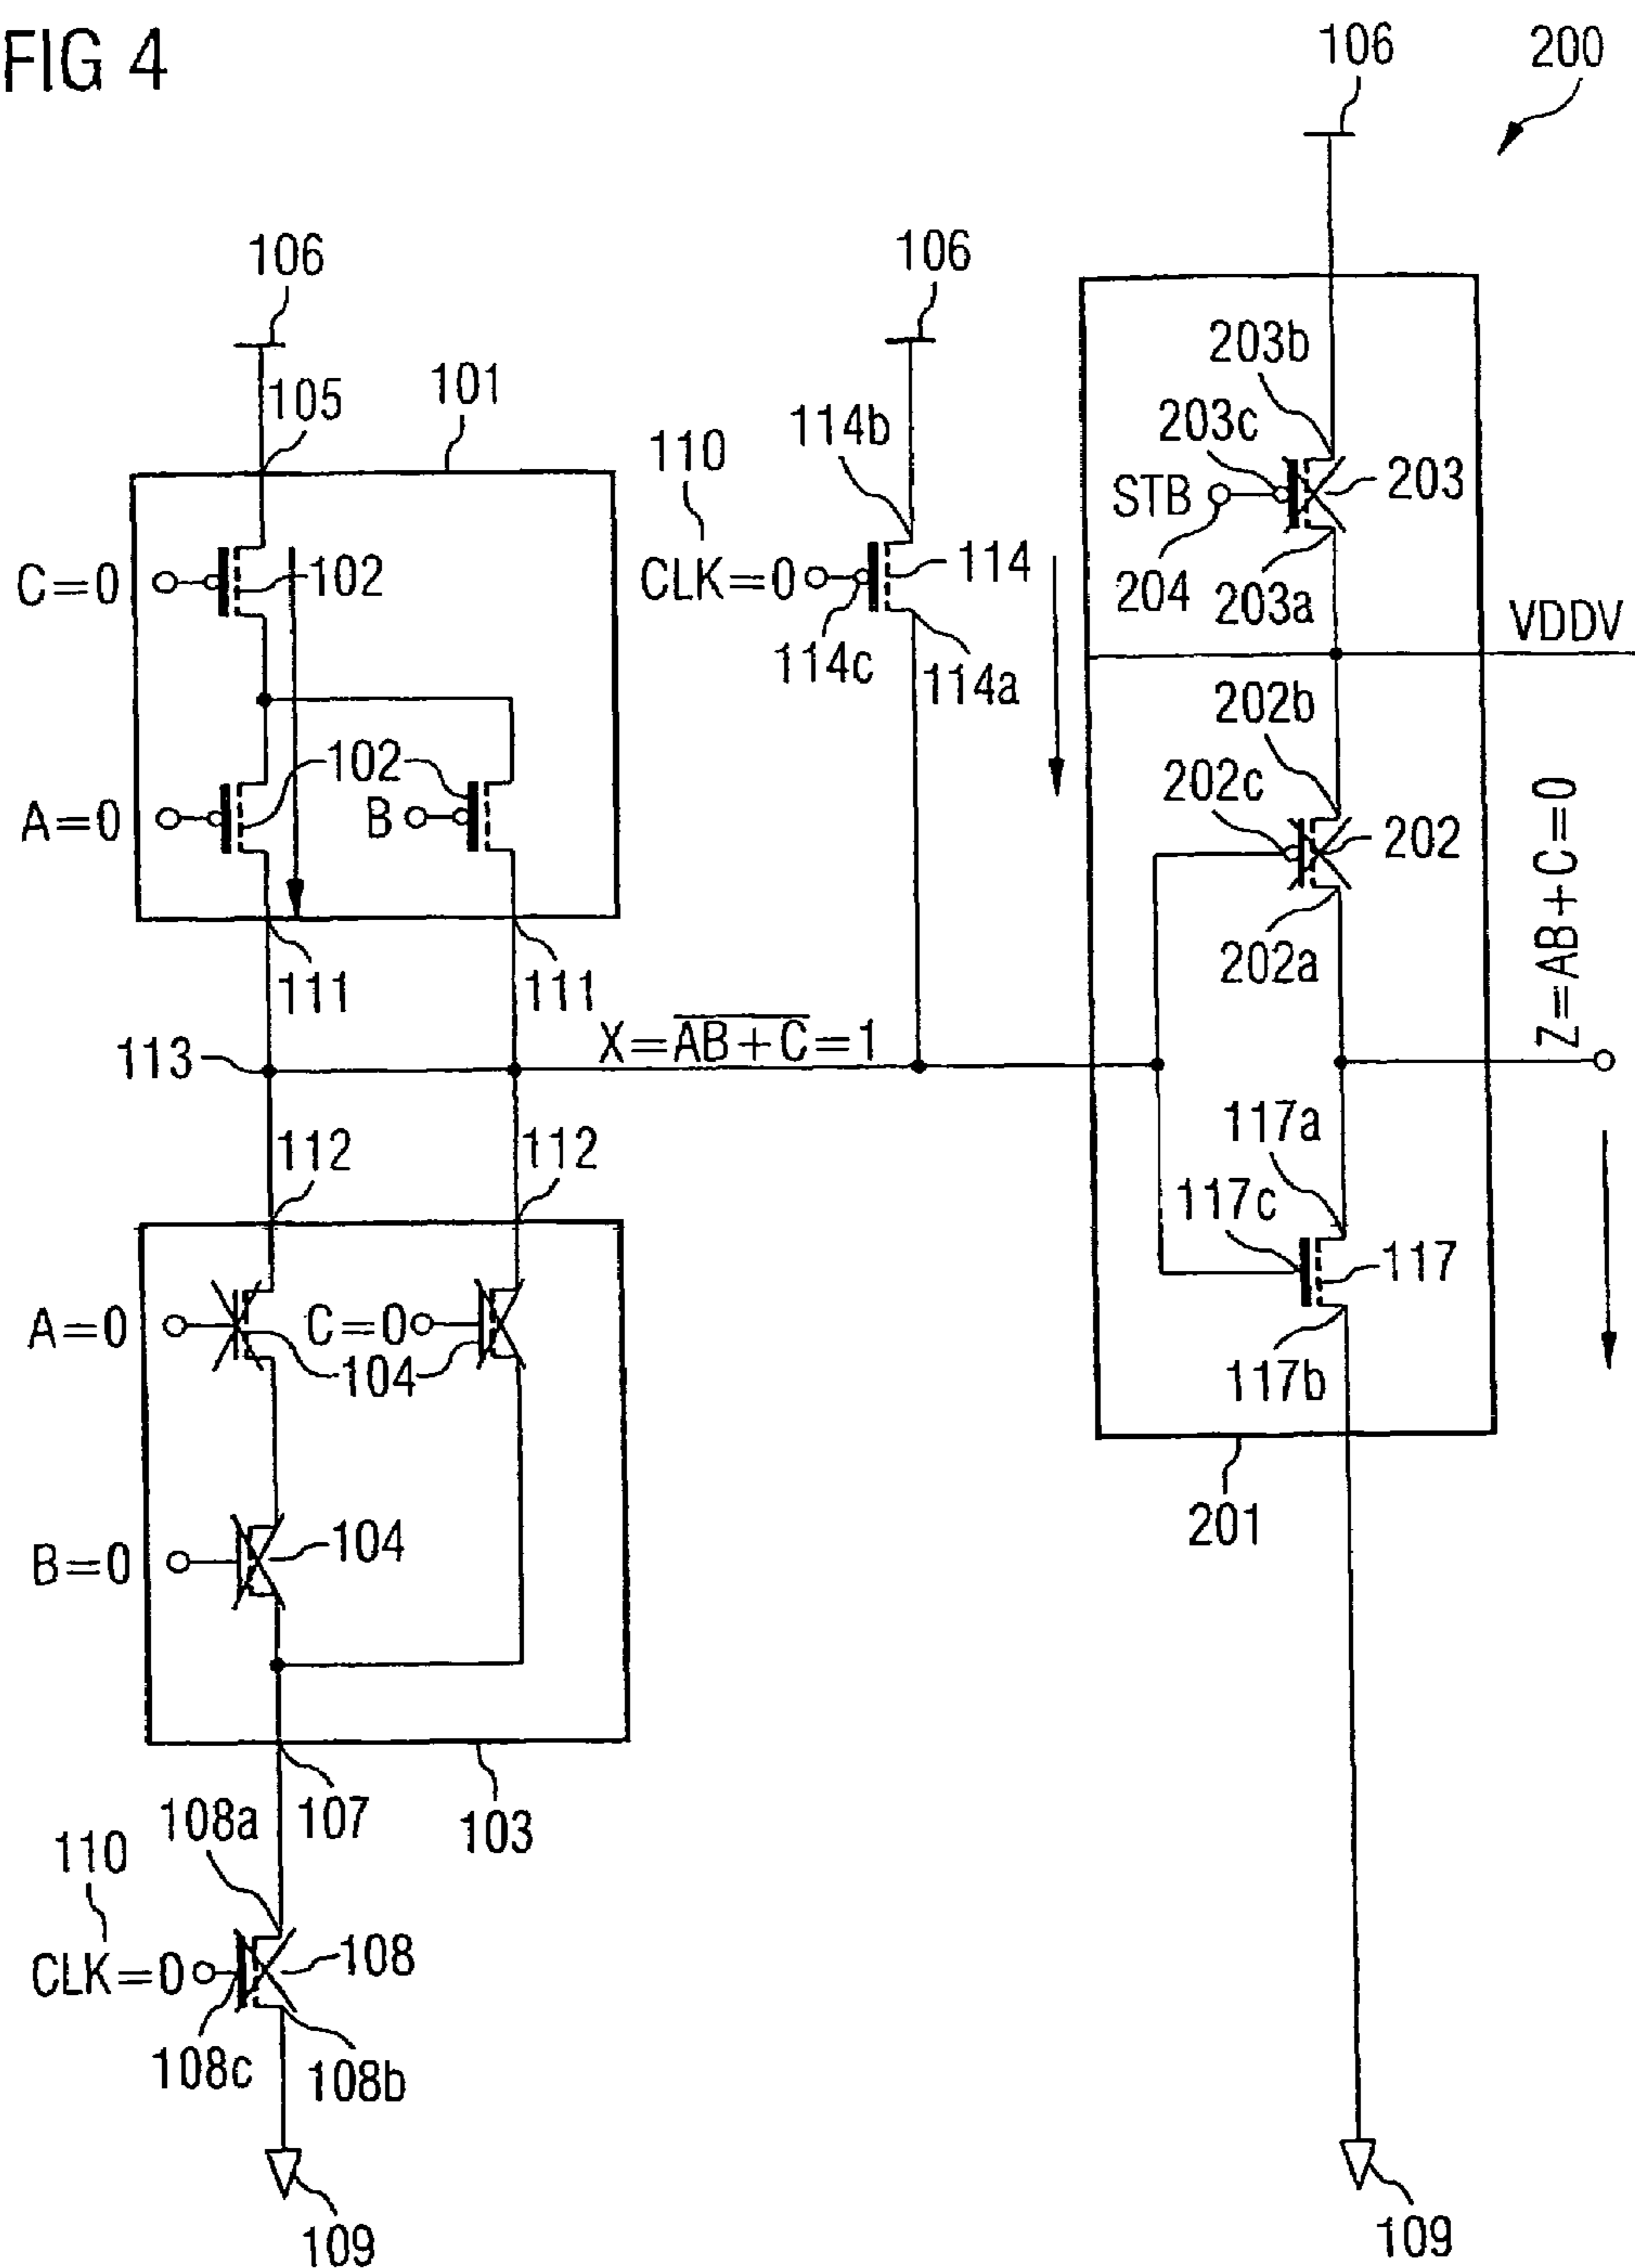 FIG 4
106
200
106
106
105
101
203b
203c
114b
110
STB
203
C=0
102
CLK=0
114
204
203a
VDDV
114c
114a
202b
102
202c
A=0
B
202
202a
Z=AB+C=0
111
111
113
X=\overline{AB+C}=1
117a
112
112
117c
117
A=0
C=0
104
117b
201
B=0
104
108a
107
103
110
CLK=0
108
108c
108b
109
109